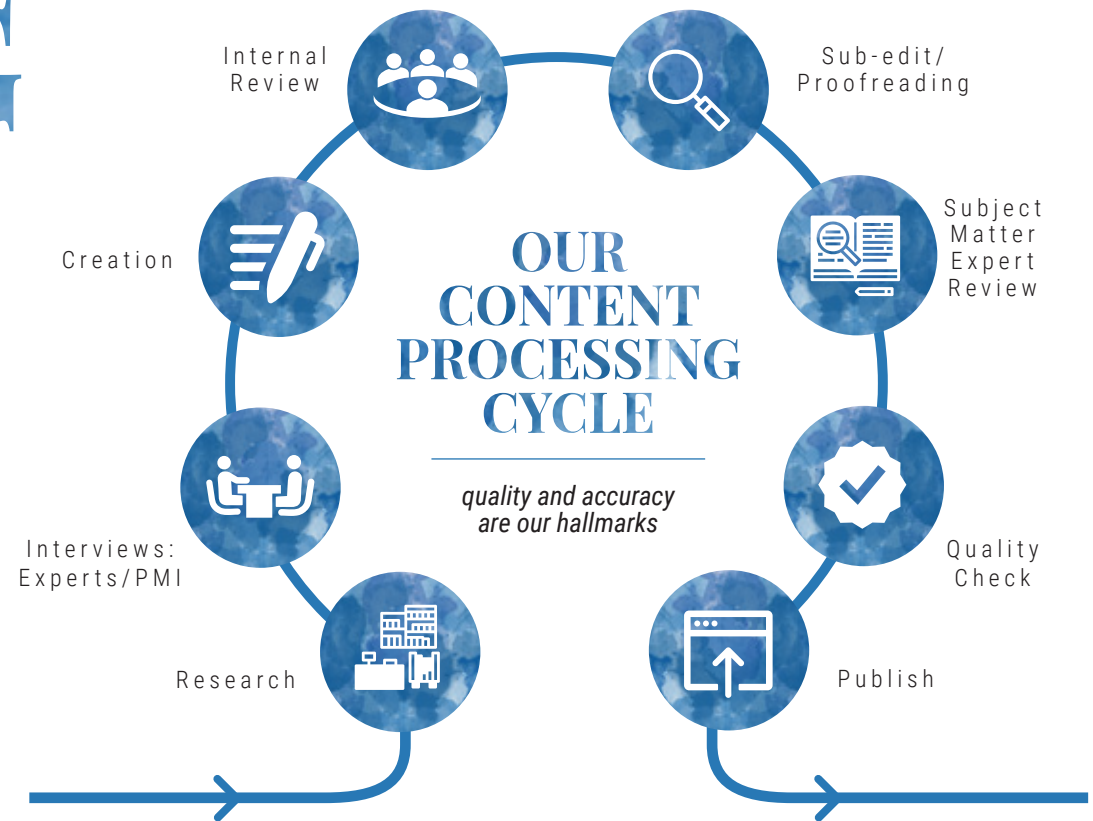 OUR
CONTENT
PROCESSING
CYCLE
quality and accuracy
are our hallmarks
Research
Interviews:
Experts/PMI
Creation
Internal
Review
Sub-edit/
Proofreading
Subject
Matter
Expert
Review
Quality
Check
Publish